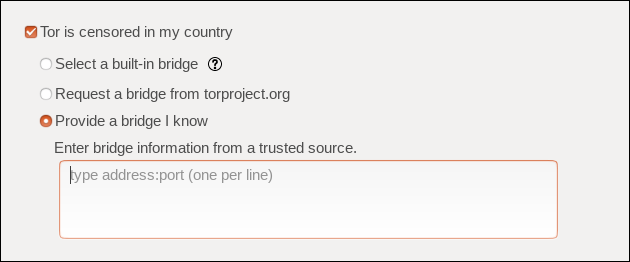 Tor is censored in my country
Select a built-in bridge ?
Request a bridge from torproject.org
Provide a bridge I know
Enter bridge information from a trusted source.
type address:port (one per line)